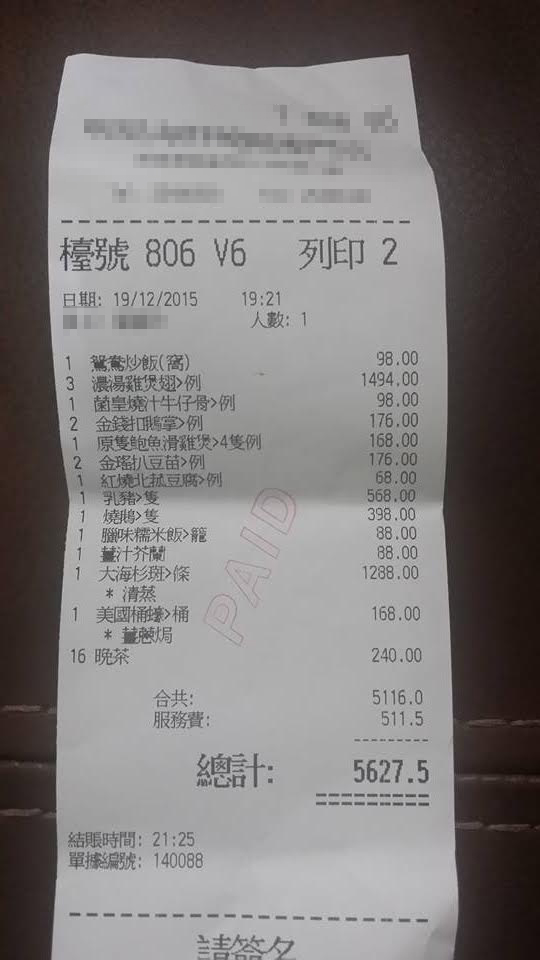 檯號 806 V6 列印 2
日期: 19/12/2015 19:21
人數: 1
1 鴛鴦炒飯(窩) 98.00
3 濃湯雞煲翅>例 1494.00
1 菌皇燒汁牛仔骨>例 98.00
2 金錢扣鵝掌>例 176.00
1 原隻鮑魚滑雞煲>4隻例 168.00
2 金瑤扒豆苗>例 176.00
1 紅燒北菰豆腐>例 68.00
1 乳豬>隻 568.00
1 燒鵝>隻 398.00
1 臘味糯米飯>籠 88.00
1 薑汁芥蘭 88.00
1 大海杉斑>條 1288.00
* 清蒸
1 美國桶蠔>桶 168.00
* 薑蔥焗
16 晚茶 240.00
PAID
合共: 5116.0
服務費: 511.5
總計: 5627.5
結賬時間: 21:25
單據編號: 140088
請簽名